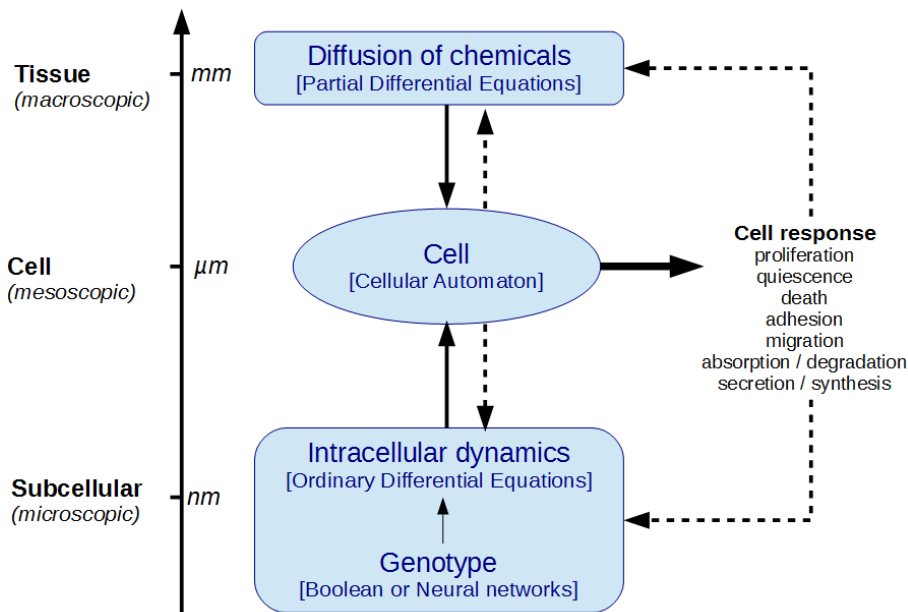 Tissue
(macroscopic)
mm
Diffusion of chemicals
[Partial Differential Equations]
Cell
(mesoscopic)
μm
Cell
[Cellular Automaton]
Cell response
proliferation
quiescence
death
adhesion
migration
absorption / degradation
secretion / synthesis
Subcellular
(microscopic)
nm
Intracellular dynamics
[Ordinary Differential Equations]
Genotype
[Boolean or Neural networks]